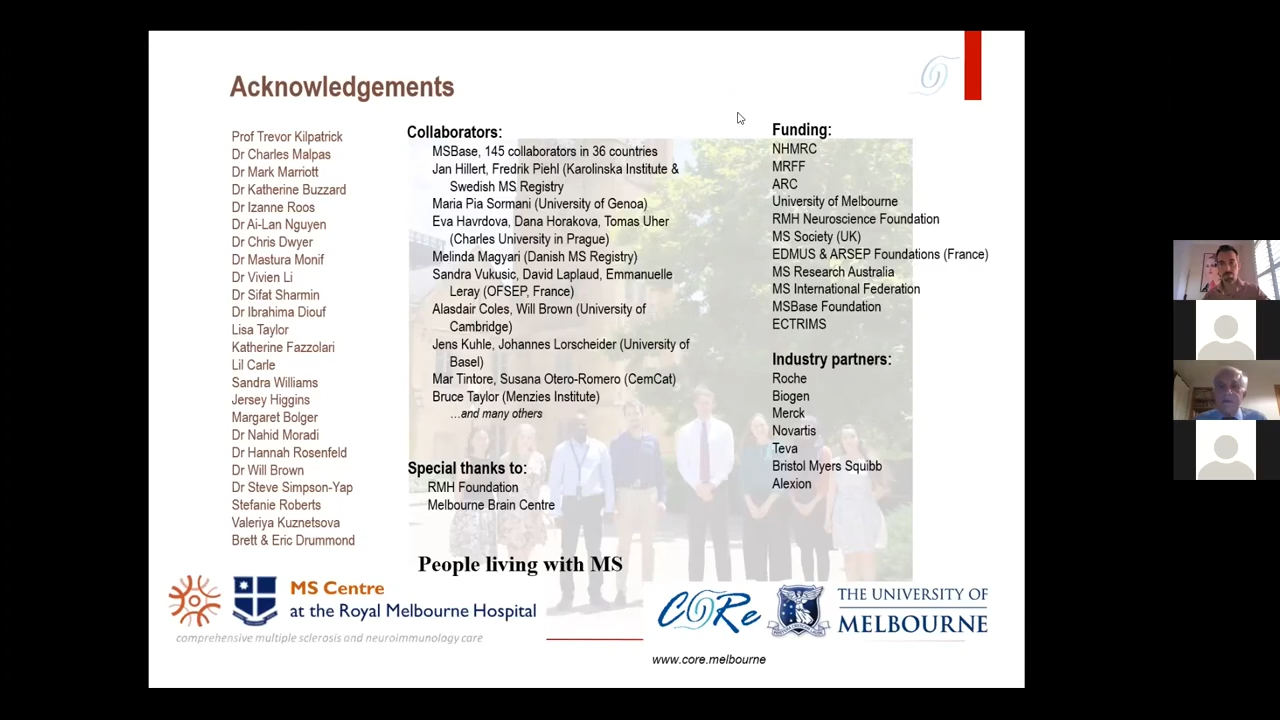 Acknowledgements
Prof Trevor Kilpatrick
Dr Charles Malpas
Dr Mark Marriott
Dr Katherine Buzzard
Dr Izanne Roos
Dr Ai-Lan Nguyen
Dr Chris Dwyer
Dr Mastura Monif
Dr Vivien Li
Dr Sifat Sharmin
Dr Ibrahima Diouf
Lisa Taylor
Katherine Fazzolari
Lil Carle
Sandra Williams
Jersey Higgins
Margaret Bolger
Dr Nahid Moradi
Dr Hannah Rosenfeld
Dr Will Brown
Dr Steve Simpson-Yap
Stefanie Roberts
Valeriya Kuznetsova
Brett & Eric Drummond
Collaborators:
MSBase, 145 collaborators in 36 countries
Jan Hillert, Fredrik Piehl (Karolinska Institute &
Swedish MS Registry
Maria Pia Sormani (University of Genoa)
Eva Havrdova, Dana Horakova, Tomas Uher
(Charles University in Prague)
Melinda Magyari (Danish MS Registry)
Sandra Vukusic, David Laplaud, Emmanuelle
Leray (OFSEP, France)
Alasdair Coles, Will Brown (University of
Cambridge)
Jens Kuhle, Johannes Lorscheider (University of
Basel)
Mar Tintore, Susana Otero-Romero (CemCat)
Bruce Taylor (Menzies Institute)
…and many others
Special thanks to:
RMH Foundation
Melbourne Brain Centre
People living with MS
Funding:
NHMRC
MRFF
ARC
University of Melbourne
RMH Neuroscience Foundation
MS Society (UK)
EDMUS & ARSEP Foundations (France)
MS Research Australia
MS International Federation
MSBase Foundation
ECTRIMS
Industry partners:
Roche
Biogen
Merck
Novartis
Teva
Bristol Myers Squibb
Alexion
MS Centre
at the Royal Melbourne Hospital
comprehensive multiple sclerosis and neuroimmunology care
CORe
THE UNIVERSITY OF
MELBOURNE
www.core.melbourne